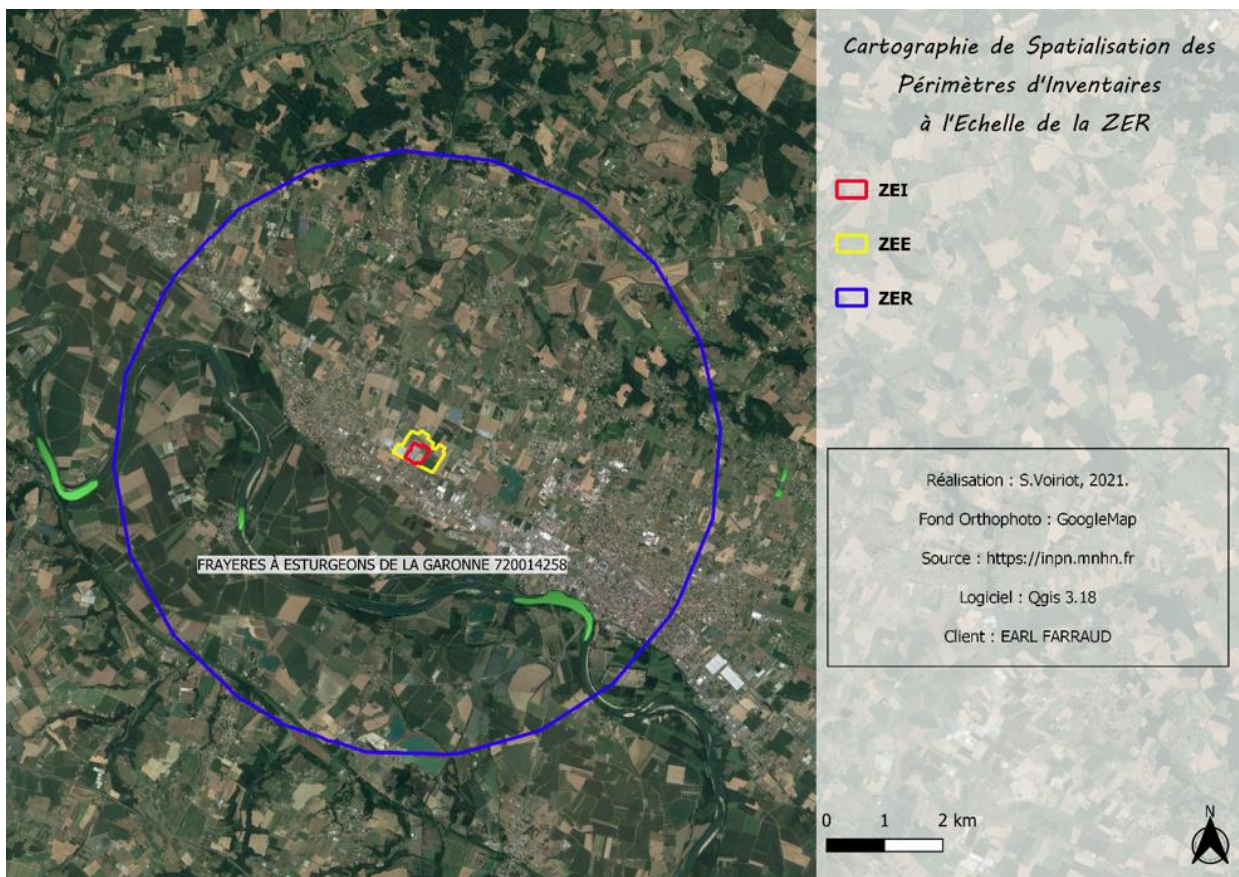 Cartographie de Spatialisation des
Périmètres d'Inventaires
à l'Echelle de la ZER
ZEI
ZEE
ZER
FRAYERES À ESTURGEONS DE LA GARONNE 720014258
Réalisation : S.Voiriot, 2021.
Fond Orthophoto : GoogleMap
Source : https://inpn.mnhn.fr
Logiciel : Qgis 3.18
Client : EARL FARRAUD
0 1 2 km
N